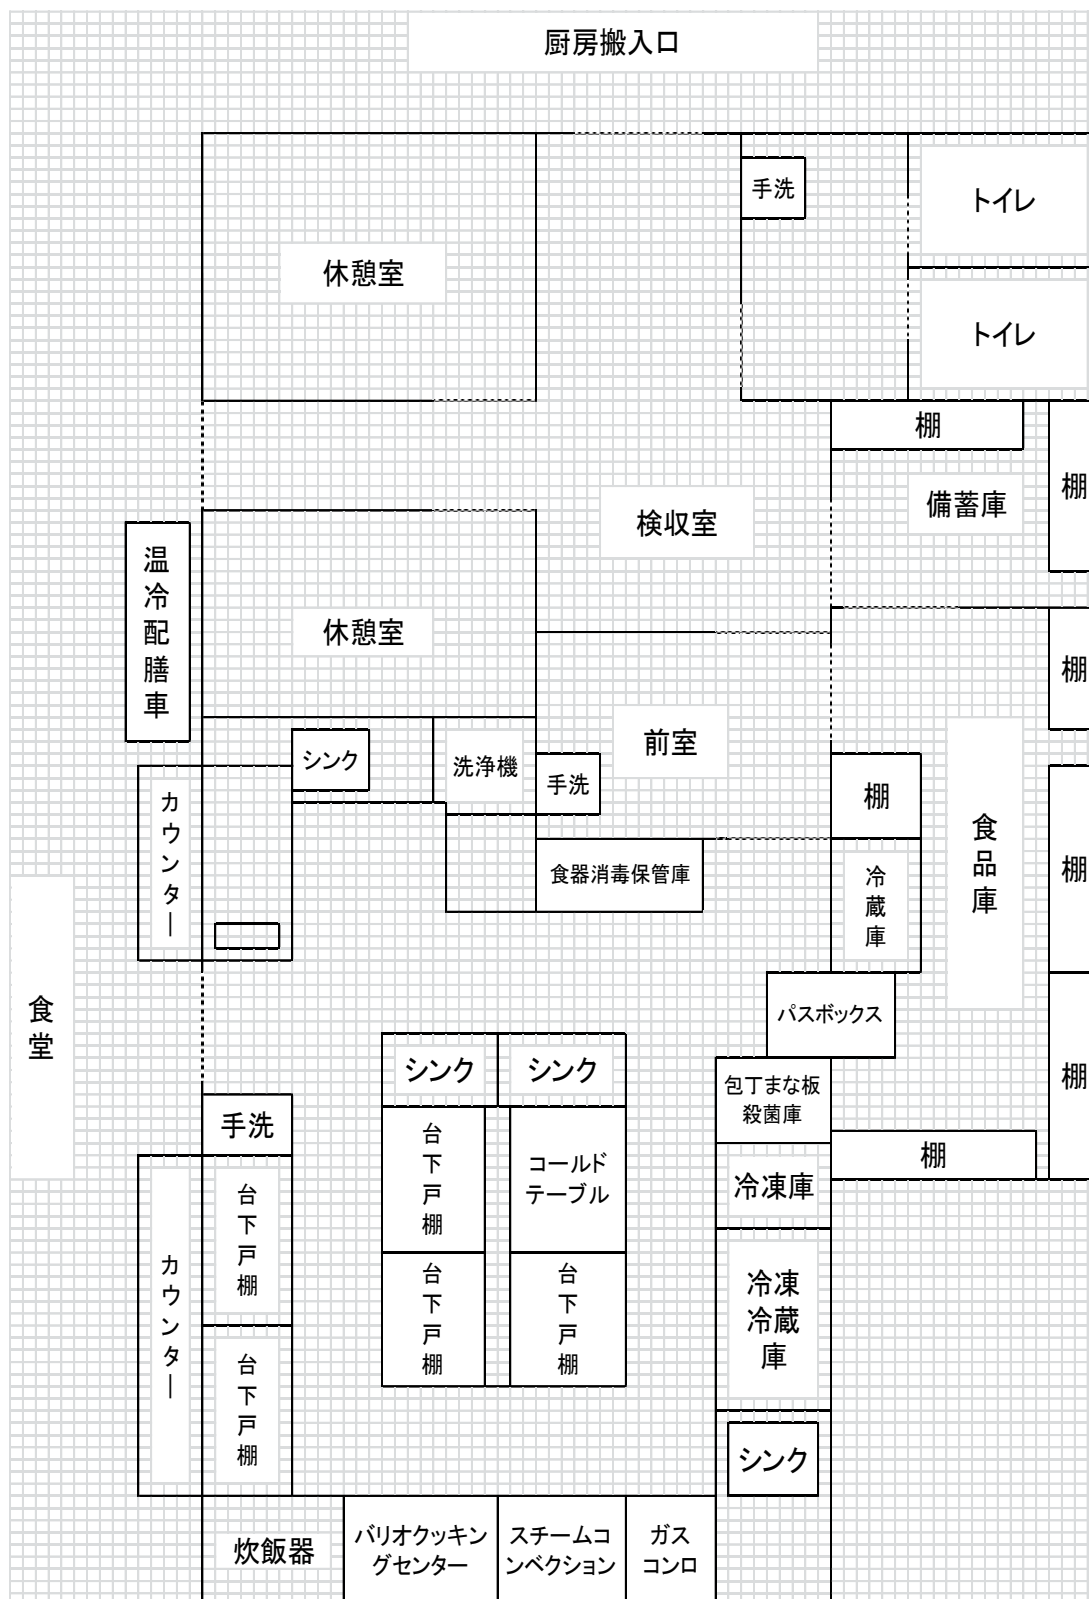 厨房搬入口
手洗
トイレ
休憩室
トイレ
棚
棚
備蓄庫
検収室
温冷配膳車
休憩室
棚
前室
シンク
洗浄機
手洗
棚
カウンター
食品庫
食器消毒保管庫
冷蔵庫
棚
パスボックス
食堂
シンク
シンク
棚
包丁まな板
殺菌庫
手洗
台下戸棚
コールド
テーブル
棚
冷凍庫
台下戸棚
カウンター
台下戸棚
台下戸棚
冷凍
冷蔵
庫
台下戸棚
シンク
炊飯器
バリオクッキン
グセンター
スチームコ
ンベクション
ガス
コンロ